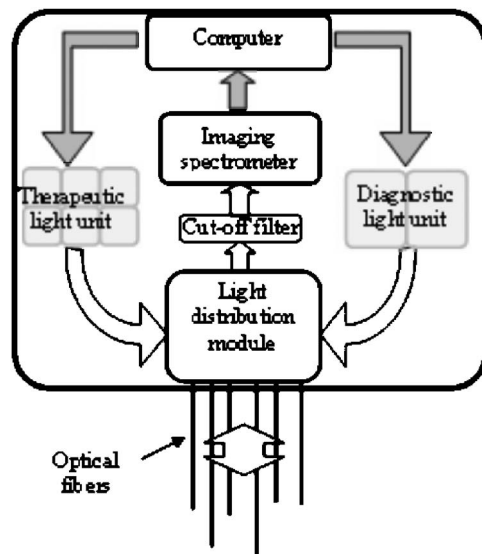 Computer
Imaging
spectrometer
Therapeutic
light unit
Diagnostic
light unit
Cut-off filter
Light
distribution
module
Optical
fibers